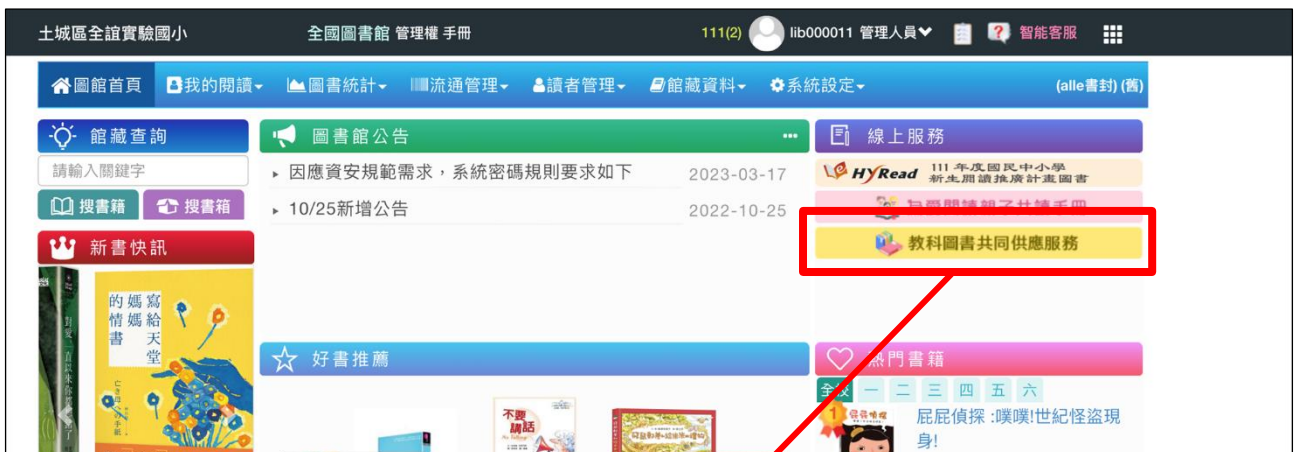 土城區全誼實驗國小 全國圖書館 管理權 手冊 111(2) lib000011 管理人員 智能客服
圖館首頁 我的閱讀 圖書統計 流通管理 讀者管理 館藏資料 系統設定 (alle書封) (舊)
館藏查詢
請輸入關鍵字
搜書籍 搜書箱
新書快訊
寫給天堂
媽媽
的情書
圖書館公告
因應資安規範需求，系統密碼規則要求如下 2023-03-17
10/25新增公告 2022-10-25
好書推薦
不要
講話
線上服務
HyRead 111 年度國民中小學
新生閱讀推廣計畫圖書
教科圖書共同供應服務
熱門書籍
全校 一 二 三 四 五 六
1
屁屁偵探 :噗噗!世紀怪盜現
身!